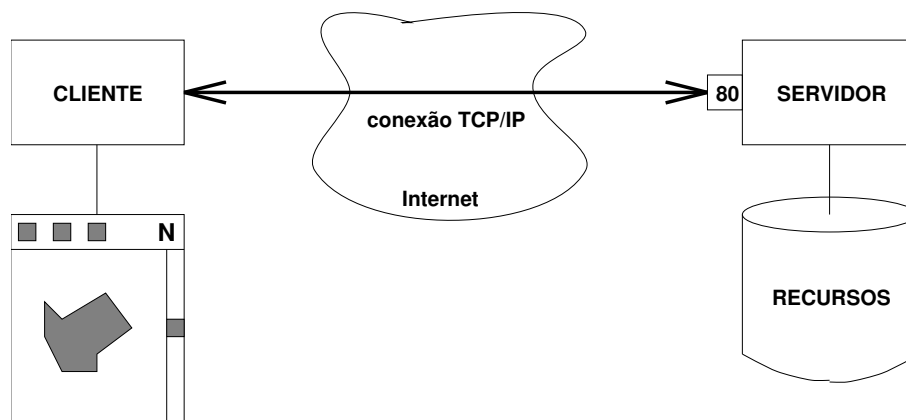 CLIENTE
80
SERVIDOR
conexão TCP/IP
Internet
N
RECURSOS